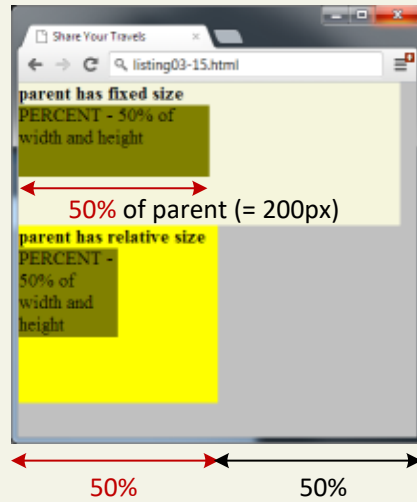 Share Your Travels
listing03-15.html
parent has fixed size
PERCENT - 50% of
width and height
50% of parent (= 200px)
parent has relative size
PERCENT -
50% of
width and
height
50% 50%